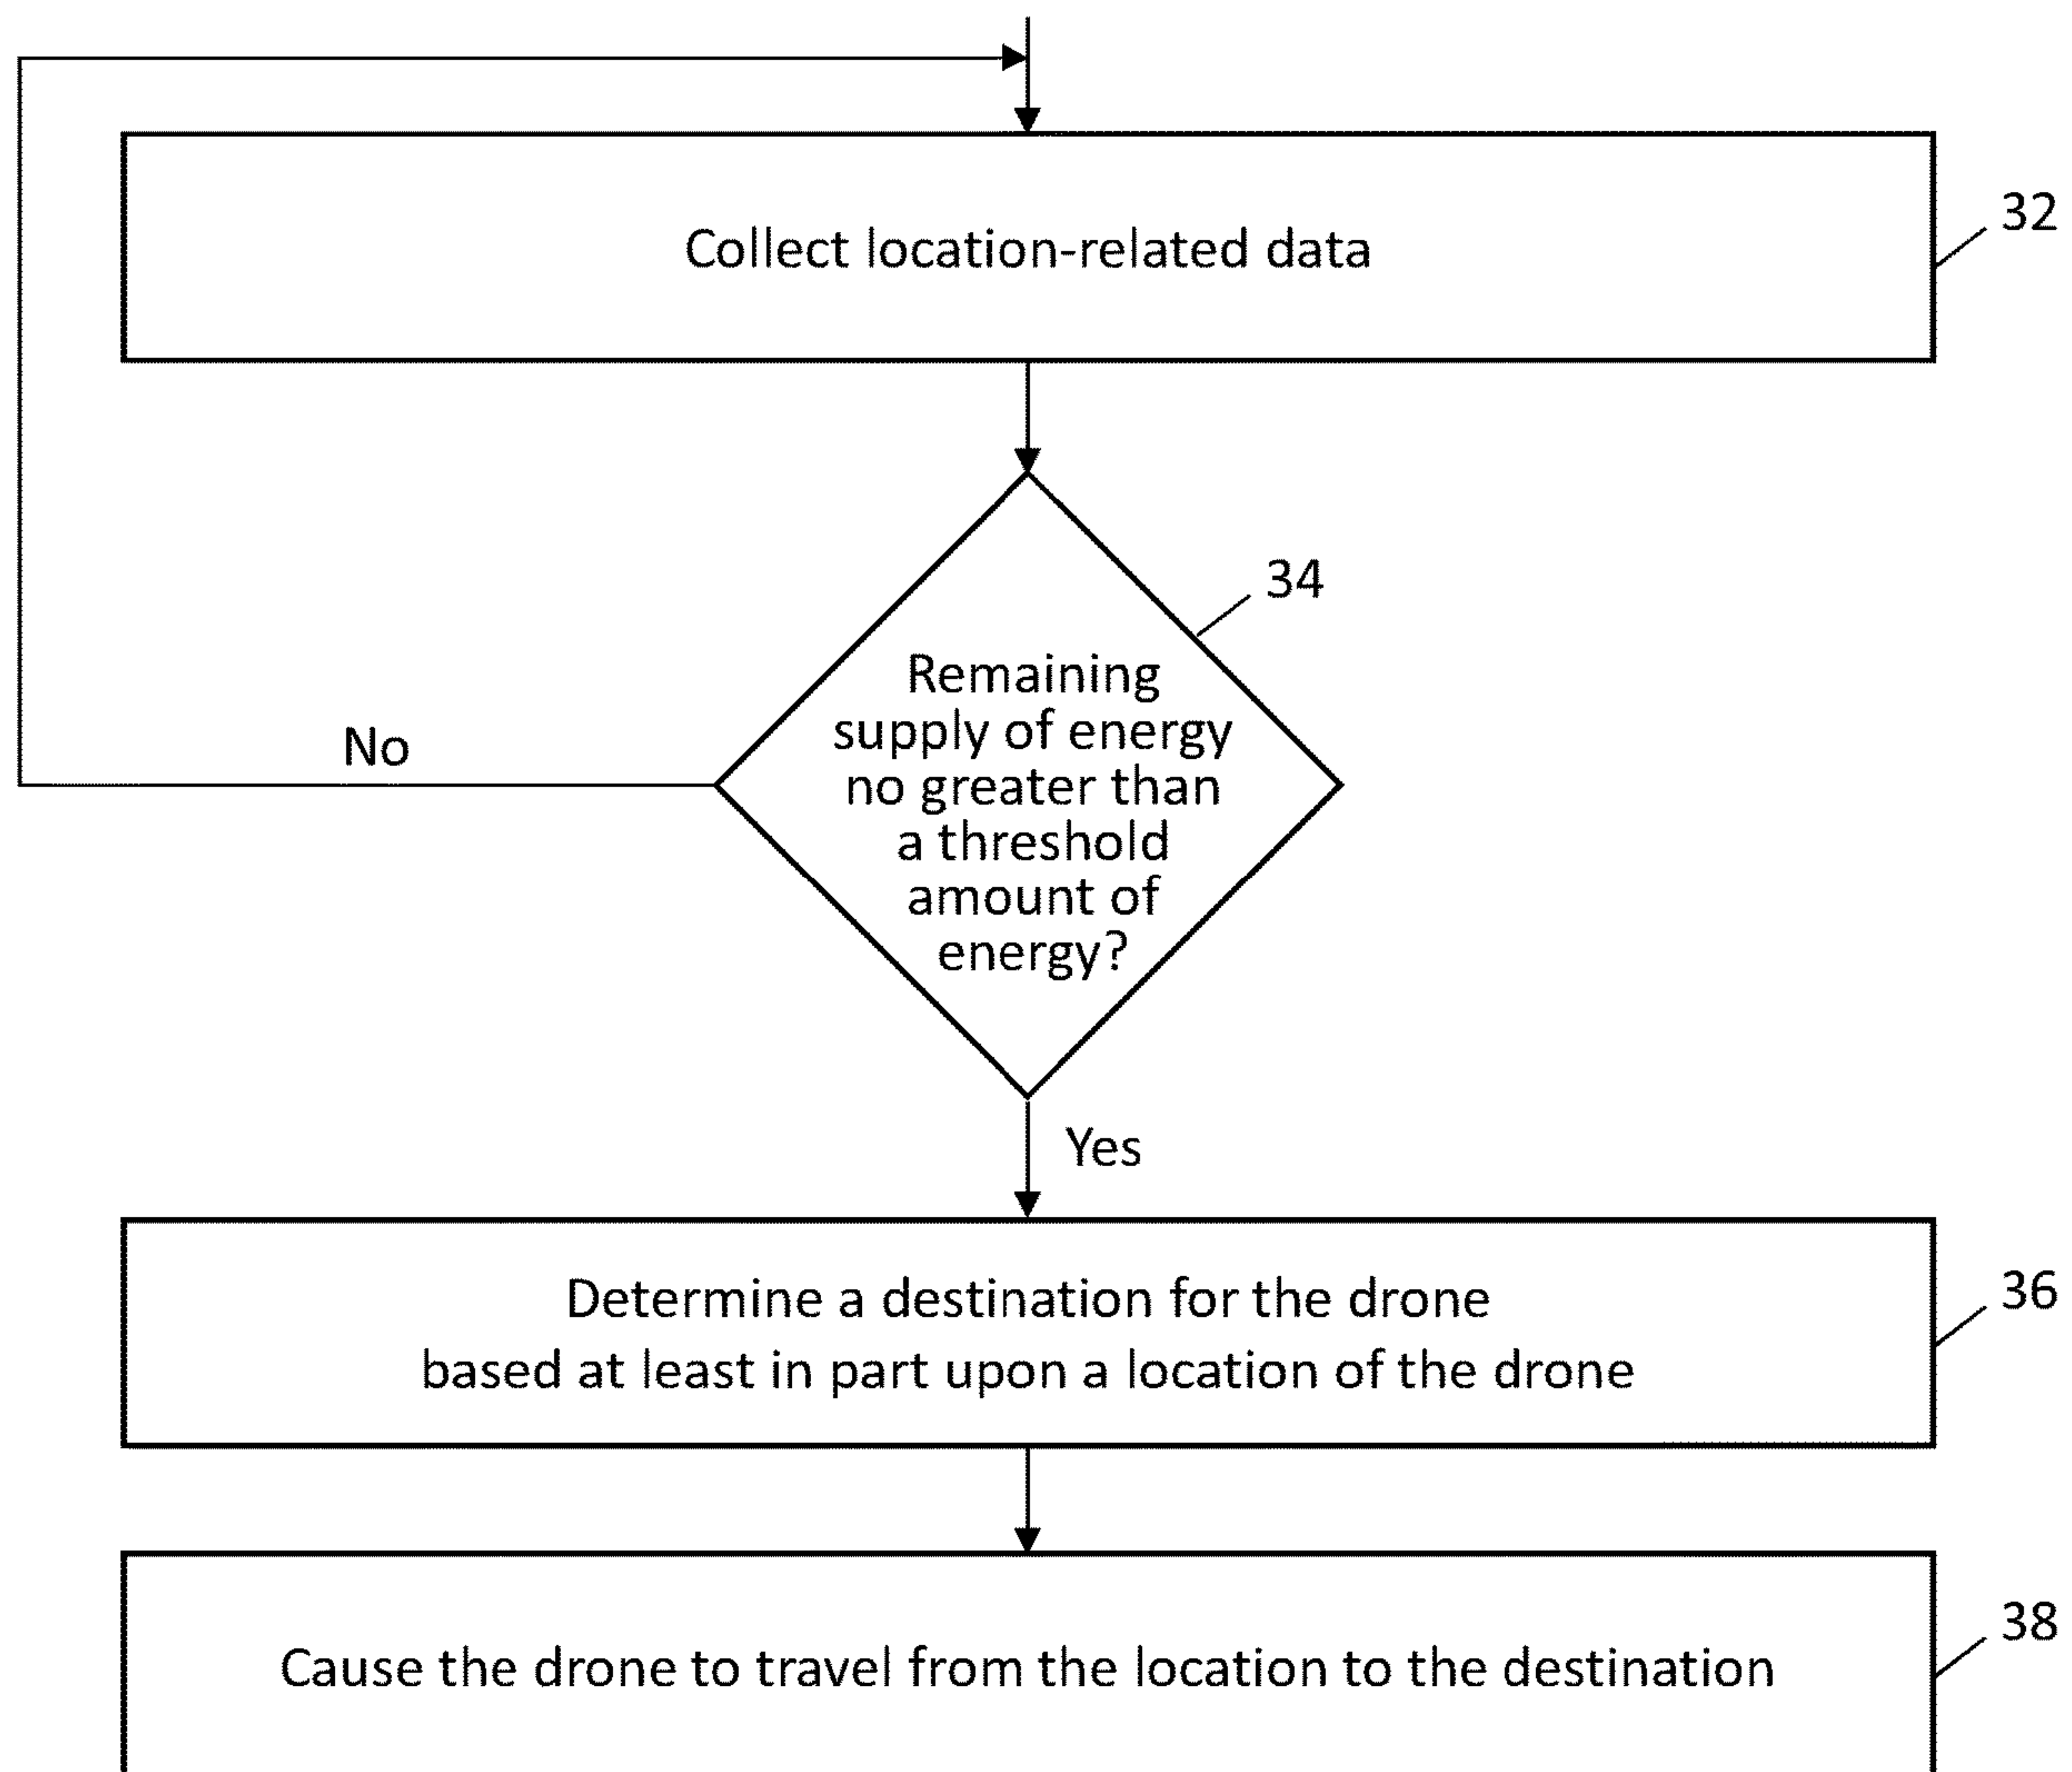 Collect location-related data
32
34
Remaining
supply of energy
no greater than
a threshold
amount of
energy?
No
Yes
Determine a destination for the drone
based at least in part upon a location of the drone
36
Cause the drone to travel from the location to the destination
38